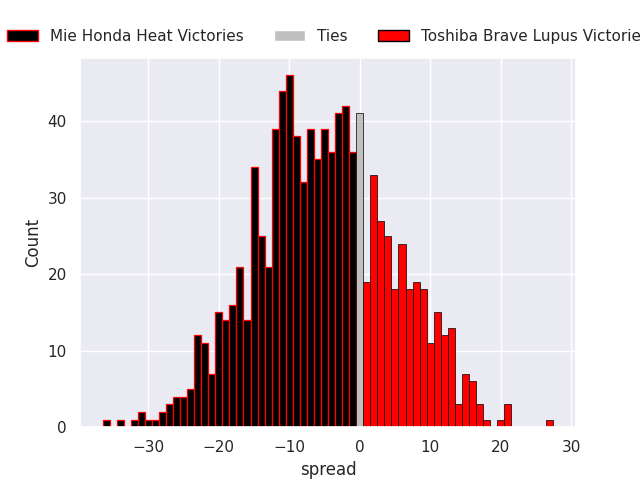 Mie Honda Heat Victories Ties Toshiba Brave Lupus Victorie
Count
40
30
20
10
0
−30 −20 −10 0 10 20 30
spread